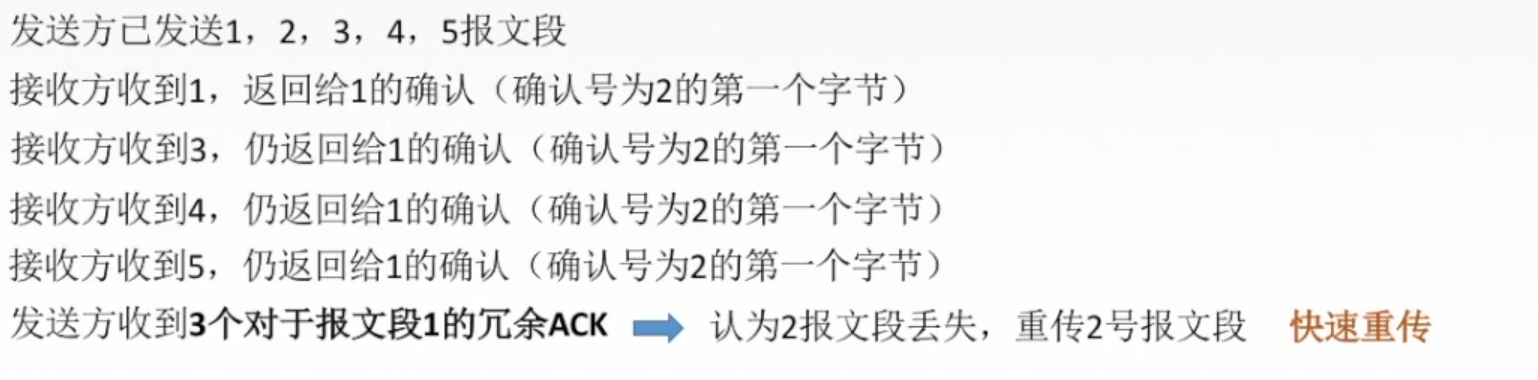 发送方已发送1，2，3，4，5报文段
接收方收到1，返回给1的确认（确认号为2的第一个字节）
接收方收到3，仍返回给1的确认（确认号为2的第一个字节）
接收方收到4，仍返回给1的确认（确认号为2的第一个字节）
接收方收到5，仍返回给1的确认（确认号为2的第一个字节）
发送方收到3个对于报文段1的冗余ACK 认为2报文段丢失，重传2号报文段 快速重传